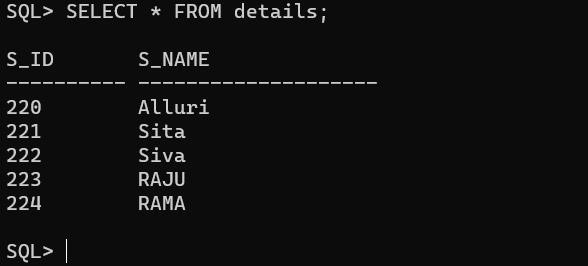 SQL> SELECT * FROM details;
S_ID       S_NAME
---------- --------------------
220        Alluri
221        Sita
222        Siva
223        RAJU
224        RAMA
SQL>